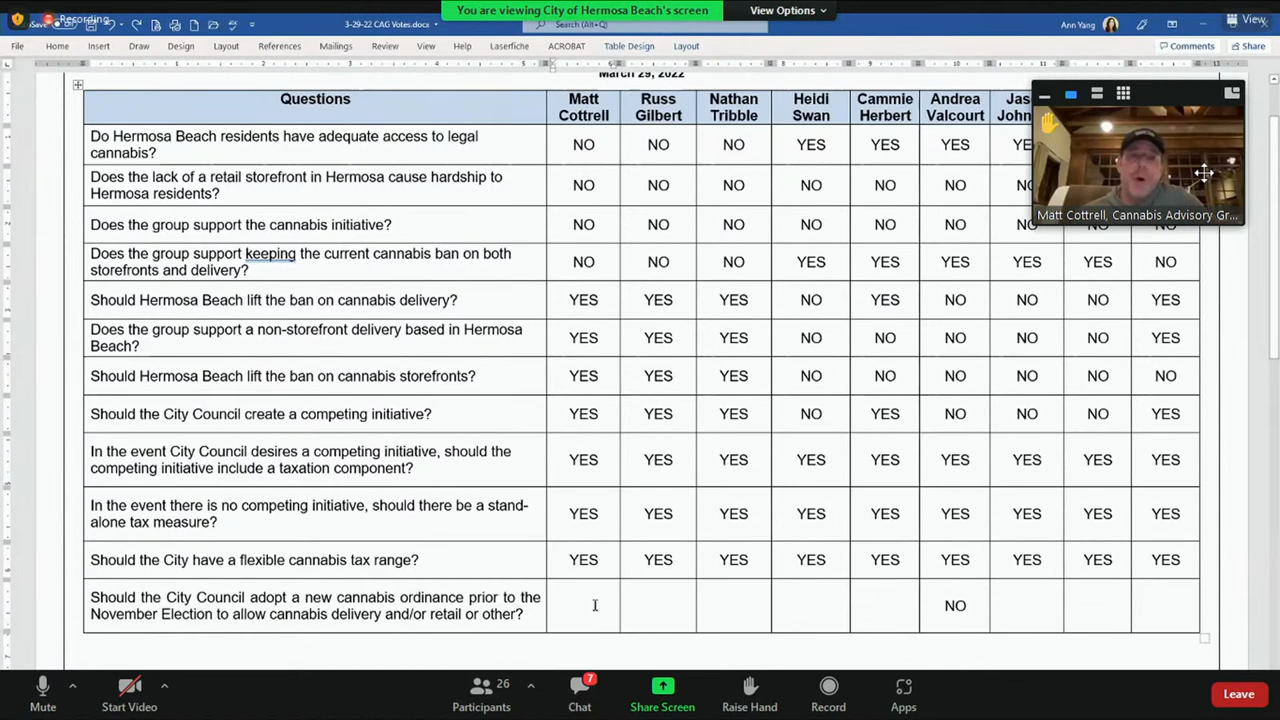 Recording
Save
3-29-22 CAG Votes.docx
You are viewing City of Hermosa Beach's screen
View Options
Search (Alt+Q)
Ann Yang
View
File Home Insert Draw Design Layout References Mailings Review View Help Laserfiche ACROBAT Table Design Layout Comments Share
March 29, 2022
Questions Matt Cottrell Russ Gilbert Nathan Tribble Heidi Swan Cammie Herbert Andrea Valcourt
Do Hermosa Beach residents have adequate access to legal
cannabis? NO NO NO YES YES YES
Does the lack of a retail storefront in Hermosa cause hardship to
Hermosa residents? NO NO NO NO NO NO
Matt Cottrell, Cannabis Advisory Gr...
Does the group support the cannabis initiative? NO NO NO NO NO NO NO NO NO
Does the group support keeping the current cannabis ban on both
storefronts and delivery? NO NO NO YES YES YES YES YES NO
Should Hermosa Beach lift the ban on cannabis delivery? YES YES YES NO YES NO NO NO YES
Does the group support a non-storefront delivery based in Hermosa
Beach? YES YES YES NO NO NO NO NO YES
Should Hermosa Beach lift the ban on cannabis storefronts? YES YES YES NO NO NO NO NO NO
Should the City Council create a competing initiative? YES YES YES NO YES NO NO NO YES
In the event City Council desires a competing initiative, should the
competing initiative include a taxation component? YES YES YES YES YES YES YES YES YES
In the event there is no competing initiative, should there be a stand-
alone tax measure? YES YES YES YES YES YES YES YES YES
Should the City have a flexible cannabis tax range? YES YES YES YES YES YES YES YES YES
Should the City Council adopt a new cannabis ordinance prior to the
November Election to allow cannabis delivery and/or retail or other? NO
26 7
Mute Start Video Participants Chat Share Screen Raise Hand Record Apps Leave